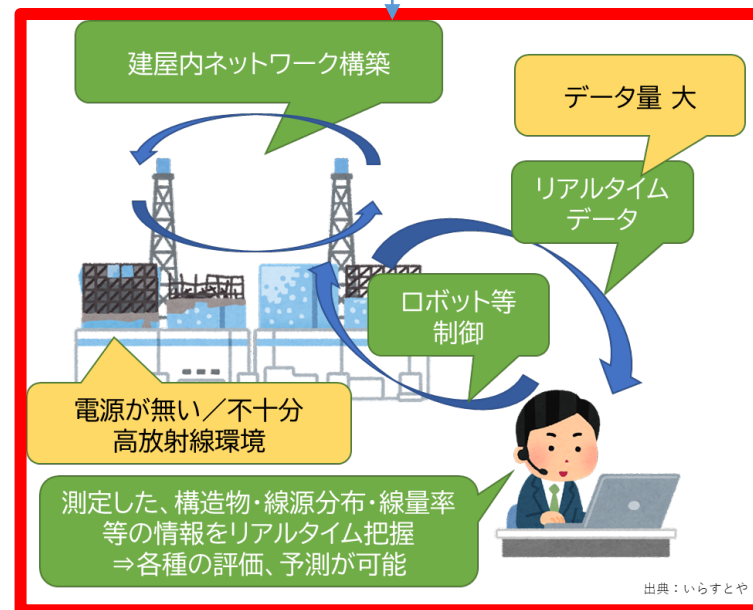 建屋内ネットワーク構築
データ量 大
リアルタイム
データ
ロボット等
制御
電源が無い／不十分
高放射線環境
測定した、構造物・線源分布・線量率
等の情報をリアルタイム把握
⇒各種の評価、予測が可能
出典：いらすとや